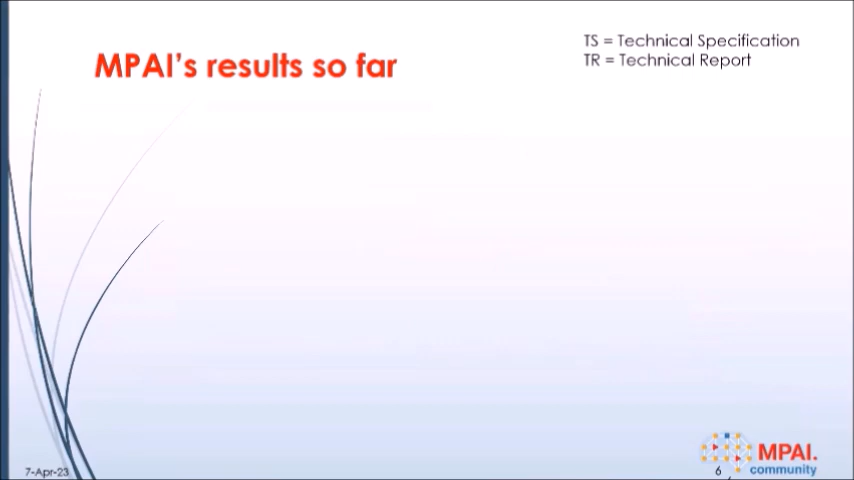 MPAI's results so far
TS = Technical Specification
TR = Technical Report
7-Apr-23
6
MPAI.
community